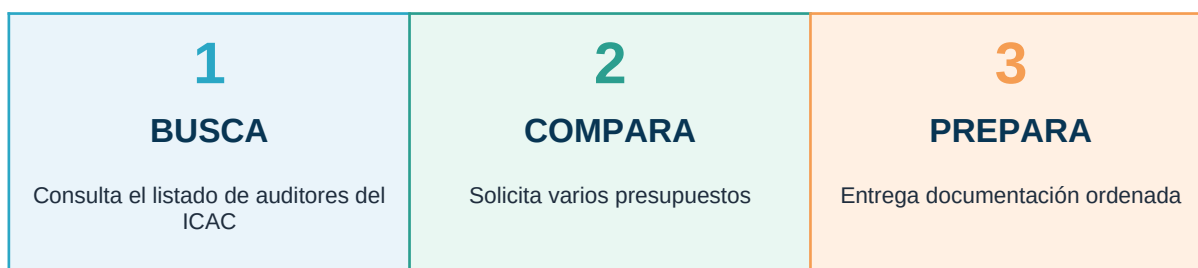 1
BUSCA
Consulta el listado de auditores del
ICAC
2
COMPARA
Solicita varios presupuestos
3
PREPARA
Entrega documentación ordenada